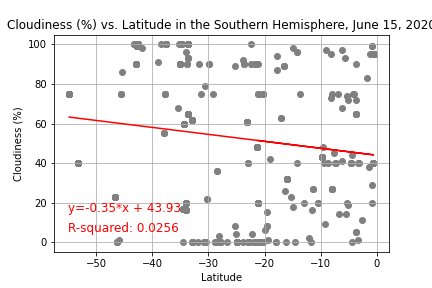 Cloudiness (%) vs. Latitude in the Southern Hemisphere, June 15, 2020
Cloudiness (%)
100
80
60
40
20
0
y=-0.35*x + 43.93
R-squared: 0.0256
−50 −40 −30 −20 −10 0
Latitude